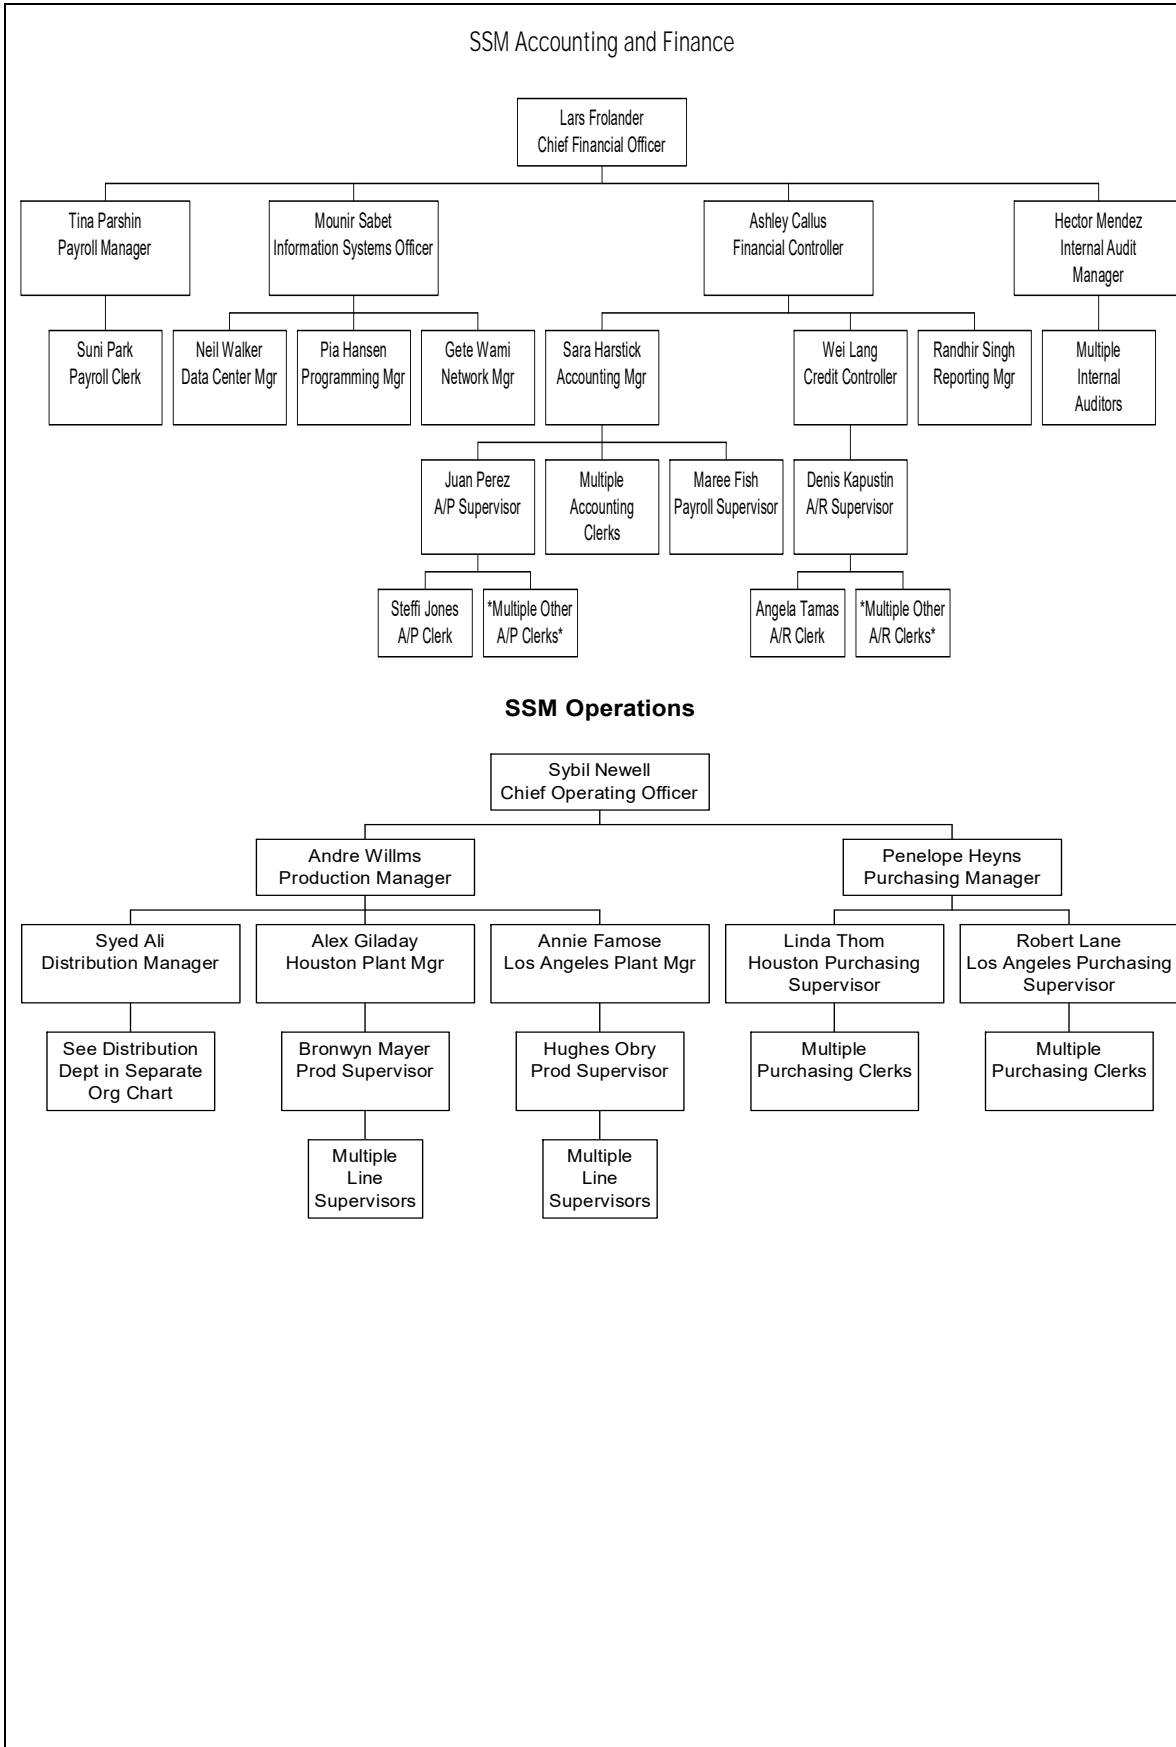 SSM Accounting and Finance
Lars Frolander
Chief Financial Officer
Tina Parshin
Payroll Manager
Mounir Sabet
Information Systems Officer
Ashley Callus
Financial Controller
Hector Mendez
Internal Audit
Manager
Suni Park
Payroll Clerk
Neil Walker
Data Center Mgr
Pia Hansen
Programming Mgr
Gete Wami
Network Mgr
Sara Harstick
Accounting Mgr
Wei Lang
Credit Controller
Randhir Singh
Reporting Mgr
Multiple
Internal
Auditors
Juan Perez
A/P Supervisor
Multiple
Accounting
Clerks
Maree Fish
Payroll Supervisor
Denis Kapustin
A/R Supervisor
Steffi Jones
A/P Clerk
*Multiple Other
A/P Clerks*
Angela Tamas
A/R Clerk
*Multiple Other
A/R Clerks*
SSM Operations
Sybil Newell
Chief Operating Officer
Andre Willms
Production Manager
Penelope Heyns
Purchasing Manager
Syed Ali
Distribution Manager
Alex Giladay
Houston Plant Mgr
Annie Famose
Los Angeles Plant Mgr
Linda Thom
Houston Purchasing
Supervisor
Robert Lane
Los Angeles Purchasing
Supervisor
See Distribution
Dept in Separate
Org Chart
Bronwyn Mayer
Prod Supervisor
Hughes Obry
Prod Supervisor
Multiple
Purchasing Clerks
Multiple
Purchasing Clerks
Multiple
Line
Supervisors
Multiple
Line
Supervisors